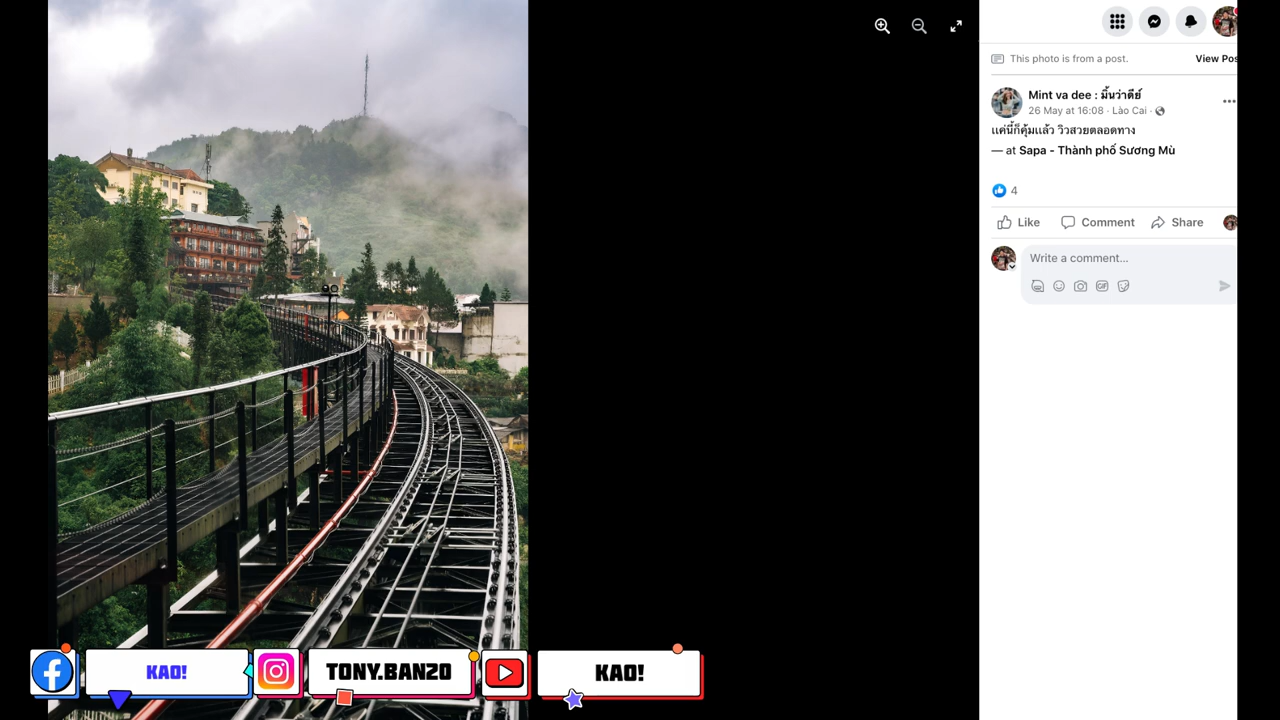 This photo is from a post.
View Pos
Mint va dee : มิ้นว่าดีย์
26 May at 16:08 · Lào Cai ·
แค่นี้ก็คุ้มแล้ว วิวสวยตลอดทาง
— at Sapa - Thành phố Sương Mù
4
Like Comment Share
Write a comment...
GIF
KAO! TONY.BANZO KAO!